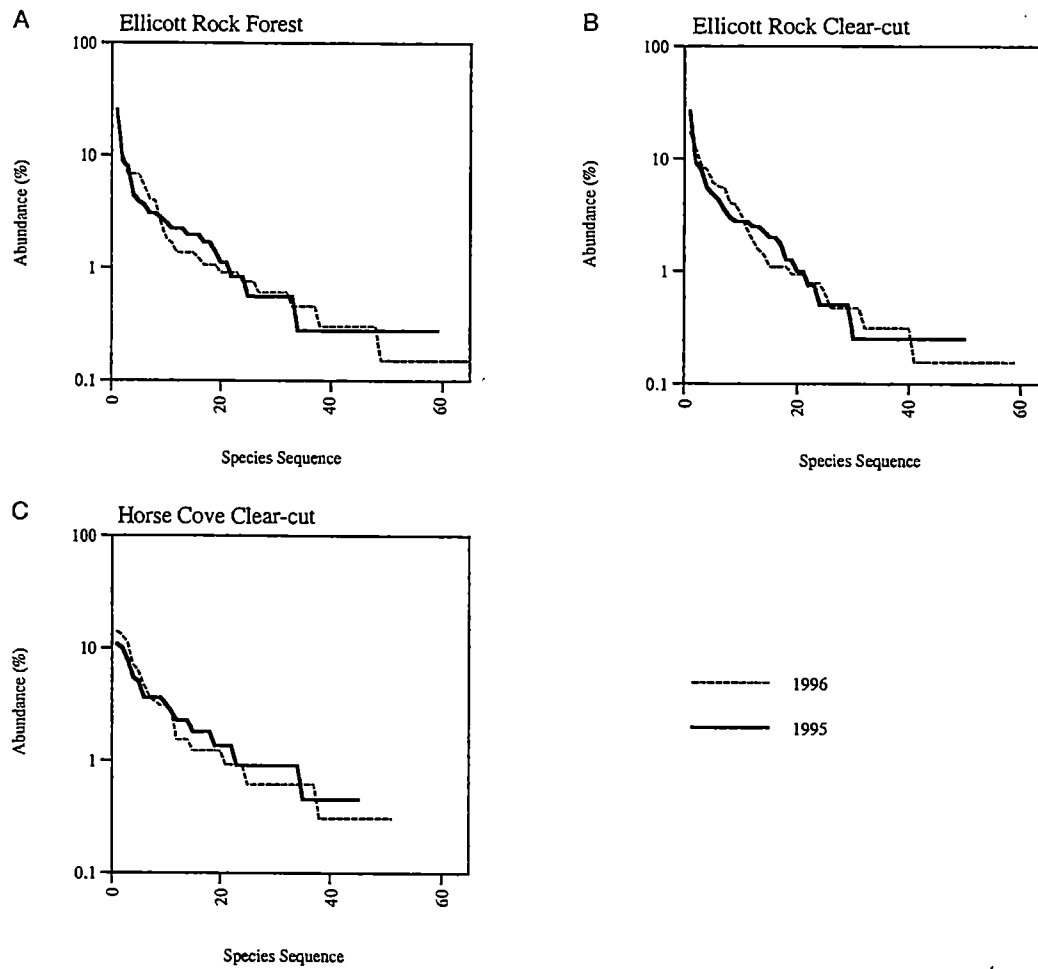 A
Ellicott Rock Forest
100
10
1
0.1
Abundance (%)
0
20
40
60
Species Sequence
B
Ellicott Rock Clear-cut
100
10
1
0.1
Abundance (%)
0
20
40
60
Species Sequence
C
Horse Cove Clear-cut
100
10
1
0.1
Abundance (%)
0
20
40
60
Species Sequence
1996
1995